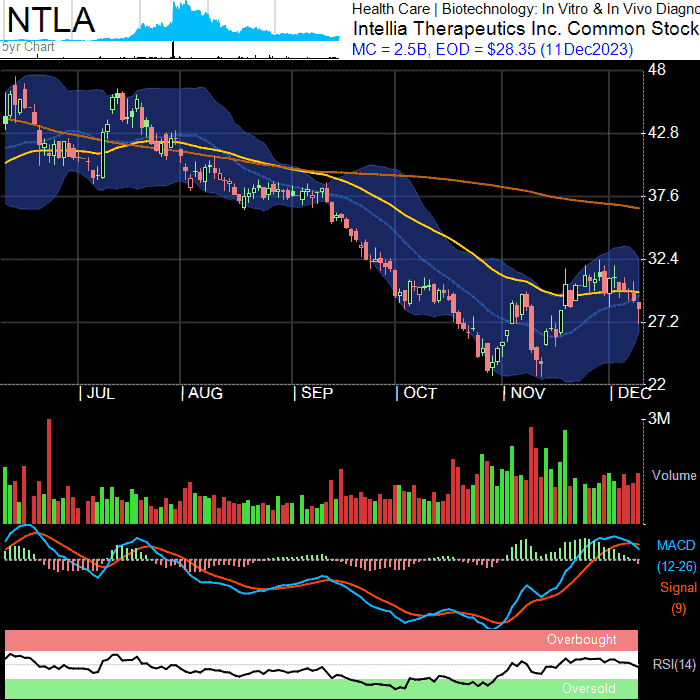 NTLA
5yr Chart
Health Care | Biotechnology: In Vitro & In Vivo Diagno
Intellia Therapeutics Inc. Common Stock
MC = 2.5B, EOD = $28.35 (11Dec2023)
48
42.8
37.6
32.4
27.2
22
| JUL | AUG | SEP | OCT | NOV | DEC
3M
Volume
MACD
(12-26)
Signal
(9)
Overbought
RSI(14)
Oversold